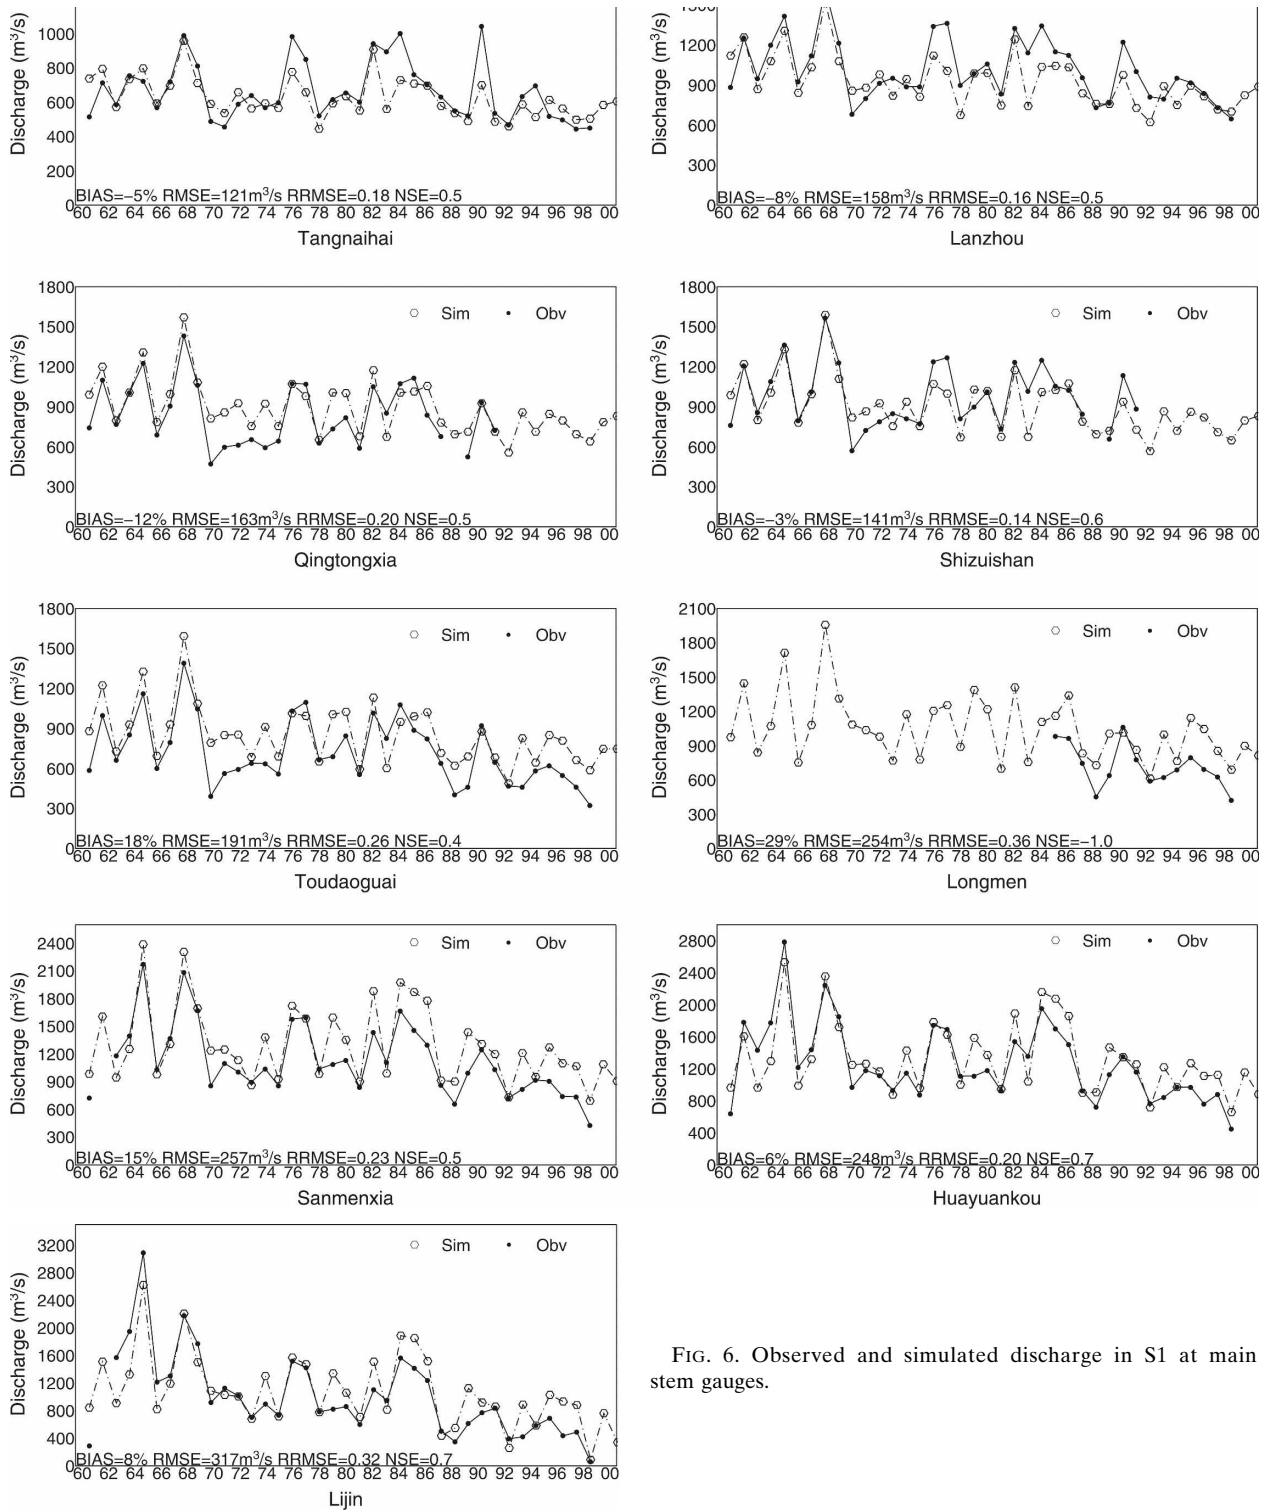 Discharge (m³/s)
1000
800
600
400
200
0
BIAS=−5% RMSE=121m³/s RRMSE=0.18 NSE=0.5
60 62 64 66 68 70 72 74 76 78 80 82 84 86 88 90 92 94 96 98 00
Tangnaihai
Discharge (m³/s)
1500
1200
900
600
300
0
BIAS=−8% RMSE=158m³/s RRMSE=0.16 NSE=0.5
60 62 64 66 68 70 72 74 76 78 80 82 84 86 88 90 92 94 96 98 00
Lanzhou
Discharge (m³/s)
1800
1500
1200
900
600
300
0
Sim Obv
BIAS=−12% RMSE=163m³/s RRMSE=0.20 NSE=0.5
60 62 64 66 68 70 72 74 76 78 80 82 84 86 88 90 92 94 96 98 00
Qingtongxia
Discharge (m³/s)
1800
1500
1200
900
600
300
0
Sim Obv
BIAS=−3% RMSE=141m³/s RRMSE=0.14 NSE=0.6
60 62 64 66 68 70 72 74 76 78 80 82 84 86 88 90 92 94 96 98 00
Shizuishan
Discharge (m³/s)
1800
1500
1200
900
600
300
0
Sim Obv
BIAS=18% RMSE=191m³/s RRMSE=0.26 NSE=0.4
60 62 64 66 68 70 72 74 76 78 80 82 84 86 88 90 92 94 96 98 00
Toudaoguai
Discharge (m³/s)
2100
1800
1500
1200
900
600
300
0
Sim Obv
BIAS=29% RMSE=254m³/s RRMSE=0.36 NSE=−1.0
60 62 64 66 68 70 72 74 76 78 80 82 84 86 88 90 92 94 96 98 00
Longmen
Discharge (m³/s)
2400
2100
1800
1500
1200
900
600
300
0
Sim Obv
BIAS=15% RMSE=257m³/s RRMSE=0.23 NSE=0.5
60 62 64 66 68 70 72 74 76 78 80 82 84 86 88 90 92 94 96 98 00
Sanmenxia
Discharge (m³/s)
2800
2400
2000
1600
1200
800
400
0
Sim Obv
BIAS=6% RMSE=248m³/s RRMSE=0.20 NSE=0.7
60 62 64 66 68 70 72 74 76 78 80 82 84 86 88 90 92 94 96 98 00
Huayuankou
Discharge (m³/s)
3200
2800
2400
2000
1600
1200
800
400
0
Sim Obv
BIAS=8% RMSE=317m³/s RRMSE=0.32 NSE=0.7
60 62 64 66 68 70 72 74 76 78 80 82 84 86 88 90 92 94 96 98 00
Lijin
FIG. 6. Observed and simulated discharge in S1 at main
stem gauges.